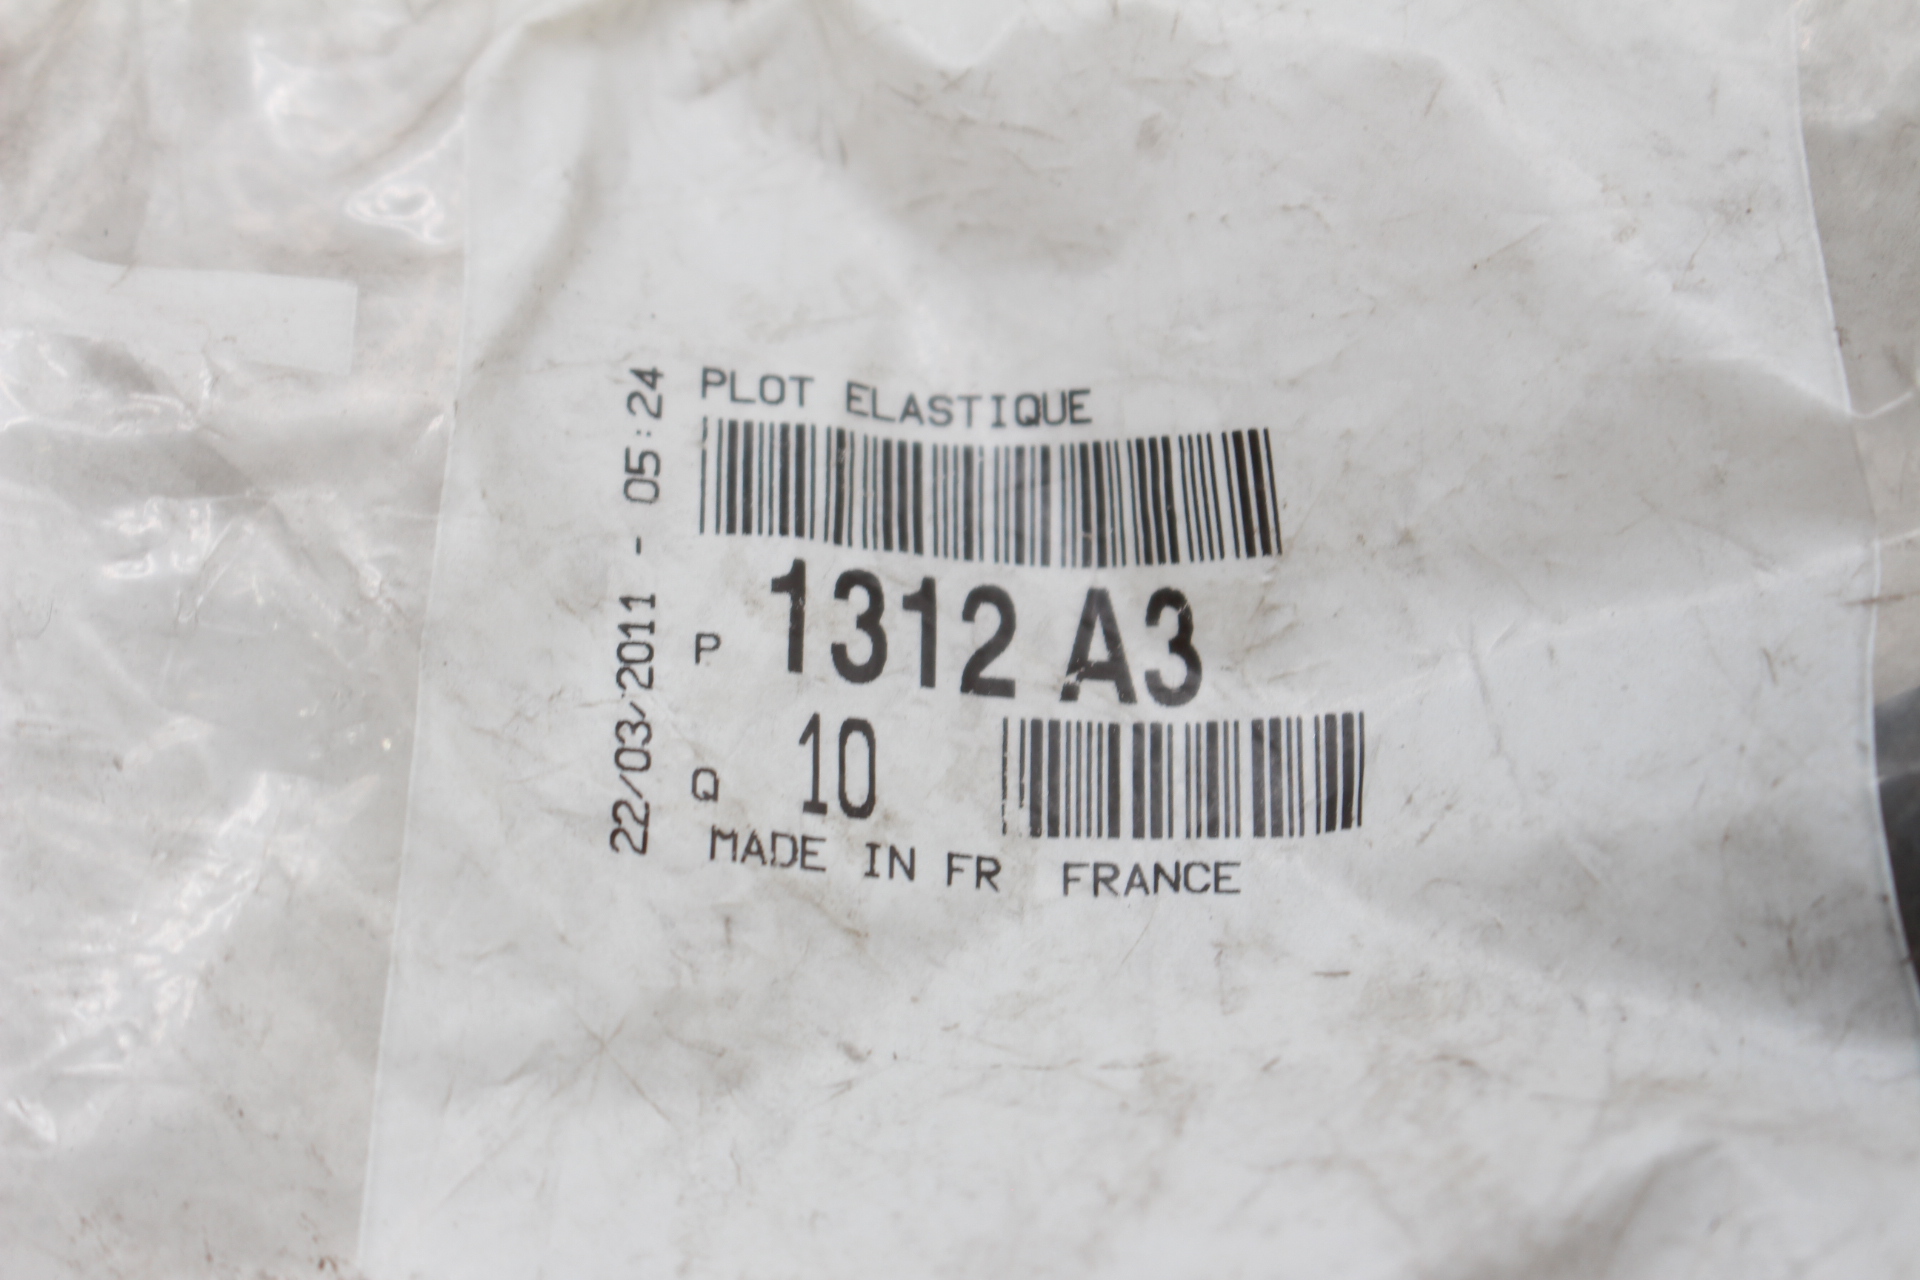 PLOT ELASTIQUE
P 1312 A3
Q 10
MADE IN FR FRANCE
22/03/2011 - 05:24